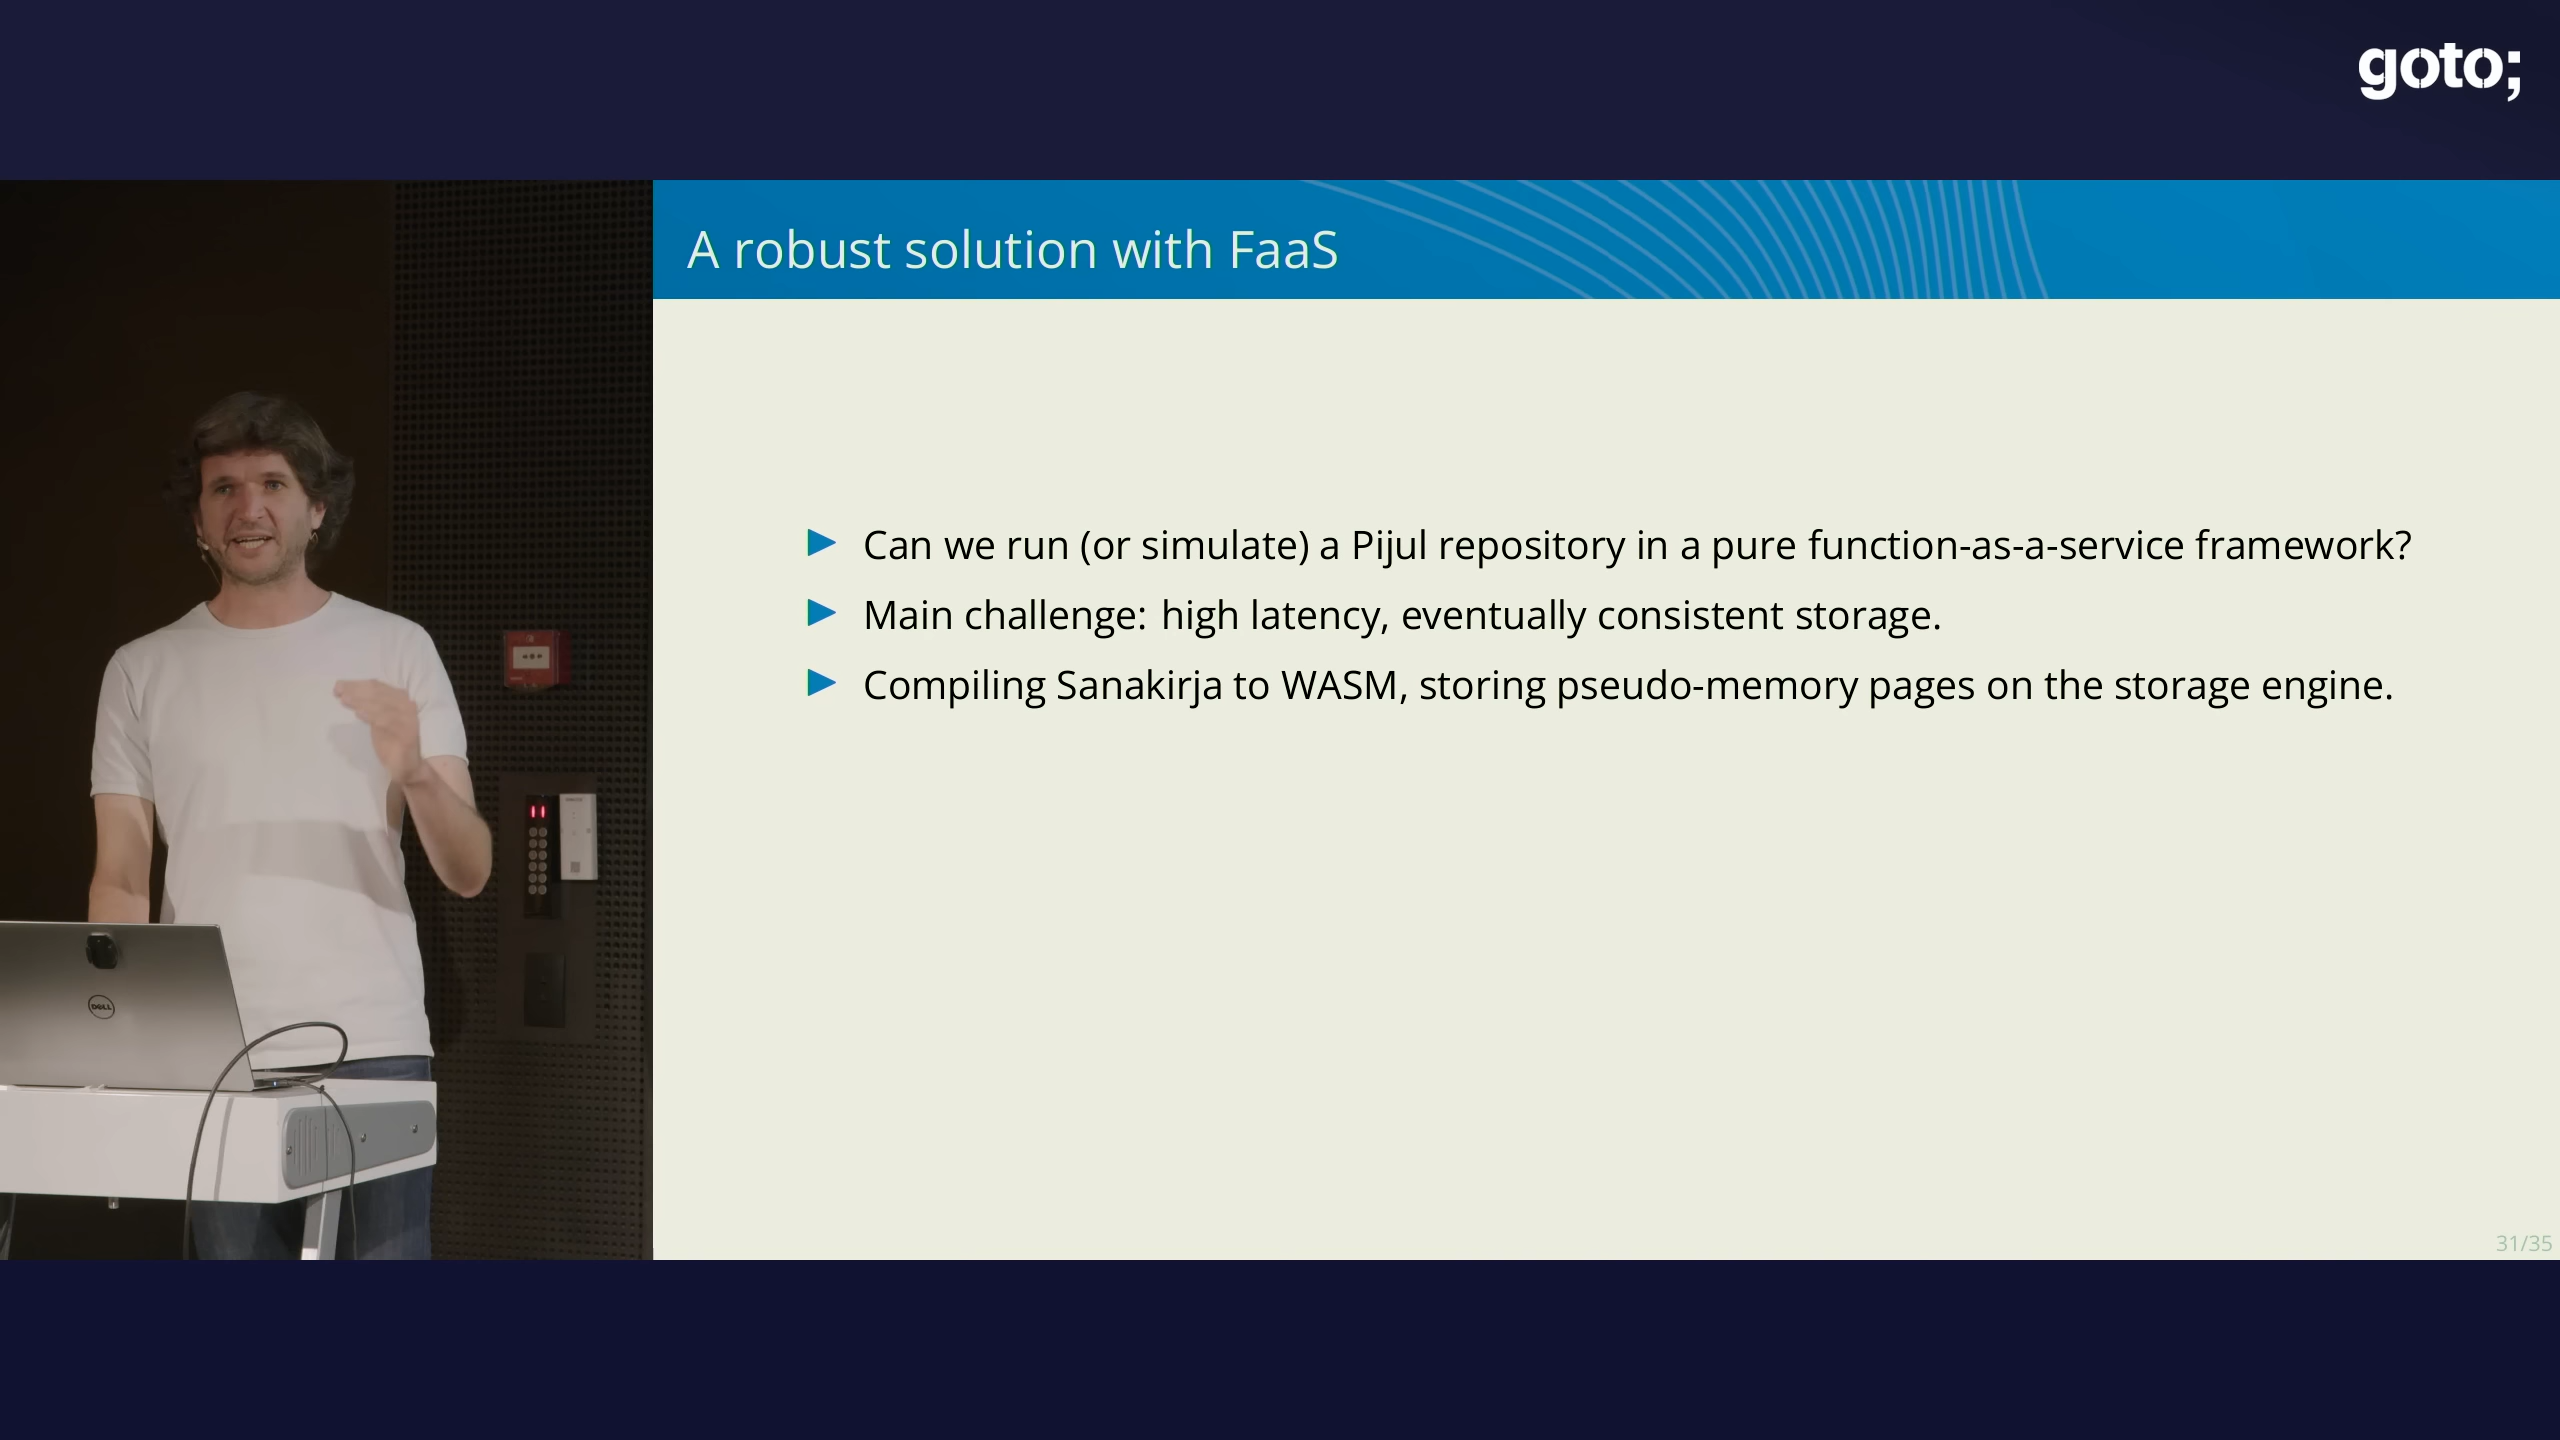 goto;
A robust solution with FaaS
Can we run (or simulate) a Pijul repository in a pure function-as-a-service framework?
Main challenge: high latency, eventually consistent storage.
Compiling Sanakirja to WASM, storing pseudo-memory pages on the storage engine.
DELL
31/35